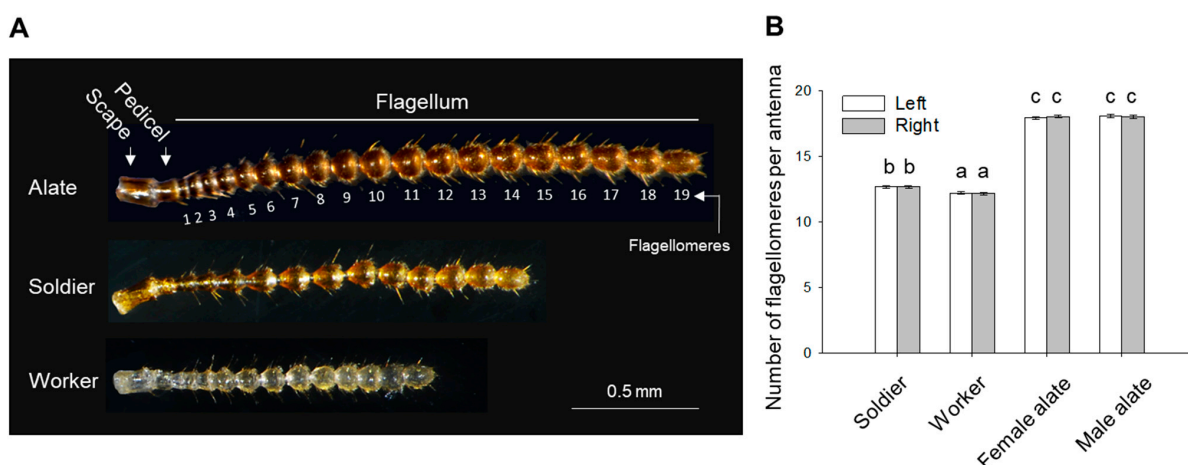 A
Scape
Pedicel
Flagellum
Alate
1 2 3 4 5 6 7 8 9 10 11 12 13 14 15 16 17 18 19
Flagellomeres
Soldier
Worker
0.5 mm
B
Number of flagellomeres per antenna
20
15
10
5
0
Left
Right
b b
a a
c c
c c
Soldier
Worker
Female alate
Male alate